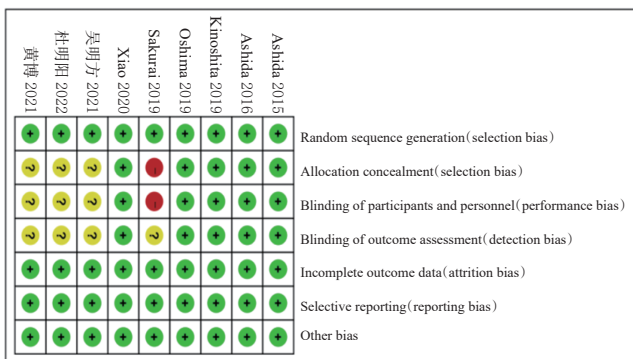 黄博 2021
杜明阳 2022
吴明方 2021
Xiao 2020
Sakurai 2019
Oshima 2019
Kinoshita 2019
Ashida 2016
Ashida 2015
+ + + + + + + + + Random sequence generation(selection bias)
? ? ? + - + + + + Allocation concealment(selection bias)
? ? ? + - + + + + Blinding of participants and personnel(performance bias)
? ? ? + ? + + + + Blinding of outcome assessment(detection bias)
+ + + + + + + + + Incomplete outcome data(attrition bias)
+ + + + + + + + + Selective reporting(reporting bias)
+ + + + + + + + + Other bias